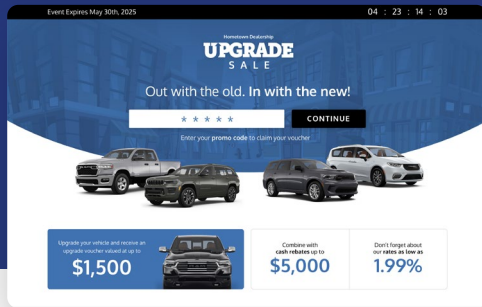 Event Expires May 30th, 2025
04 : 23 : 14 : 03
Hometown Dealership
UPGRADE
SALE
Out with the old. In with the new!
* * * * *
CONTINUE
Enter your promo code to claim your voucher
Upgrade your vehicle and receive an
upgrade voucher valued at up to
$1,500
Combine with
cash rebates up to
$5,000
Don't forget about
our rates as low as
1.99%